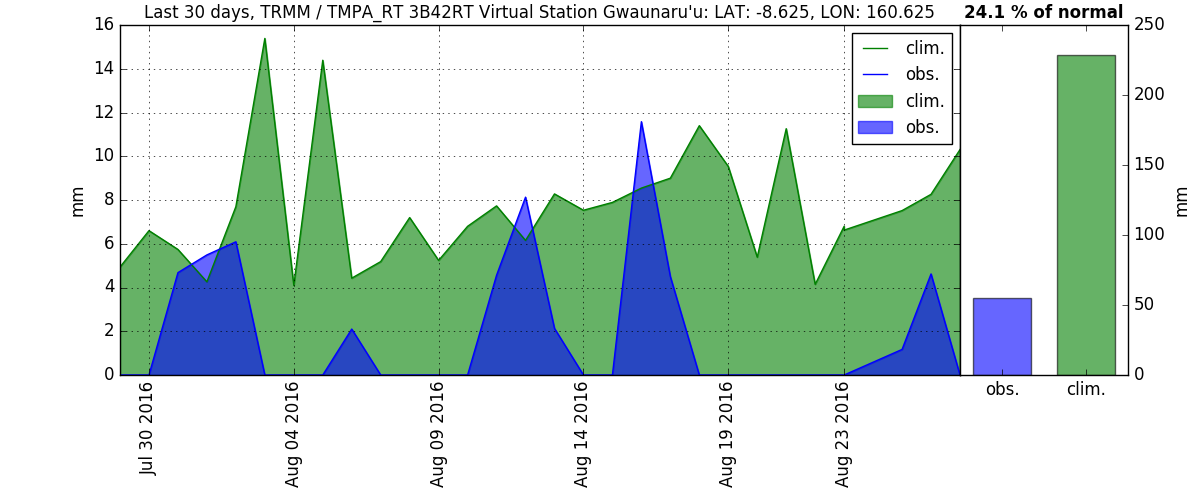 Last 30 days, TRMM / TMPA_RT 3B42RT Virtual Station Gwaunaru'u: LAT: -8.625, LON: 160.625
24.1 % of normal
16
14
12
10
8
6
4
2
0
mm
clim.
obs.
clim.
obs.
Jul 30 2016
Aug 04 2016
Aug 09 2016
Aug 14 2016
Aug 19 2016
Aug 23 2016
250
200
150
100
50
0
mm
obs.
clim.